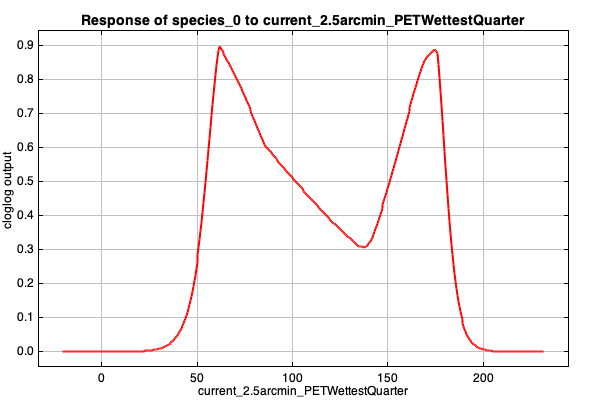 Response of species_0 to current_2.5arcmin_PETWettestQuarter
0.9
0.8
0.7
0.6
0.5
0.4
0.3
0.2
0.1
0.0
cloglog output
0 50 100 150 200
current_2.5arcmin_PETWettestQuarter